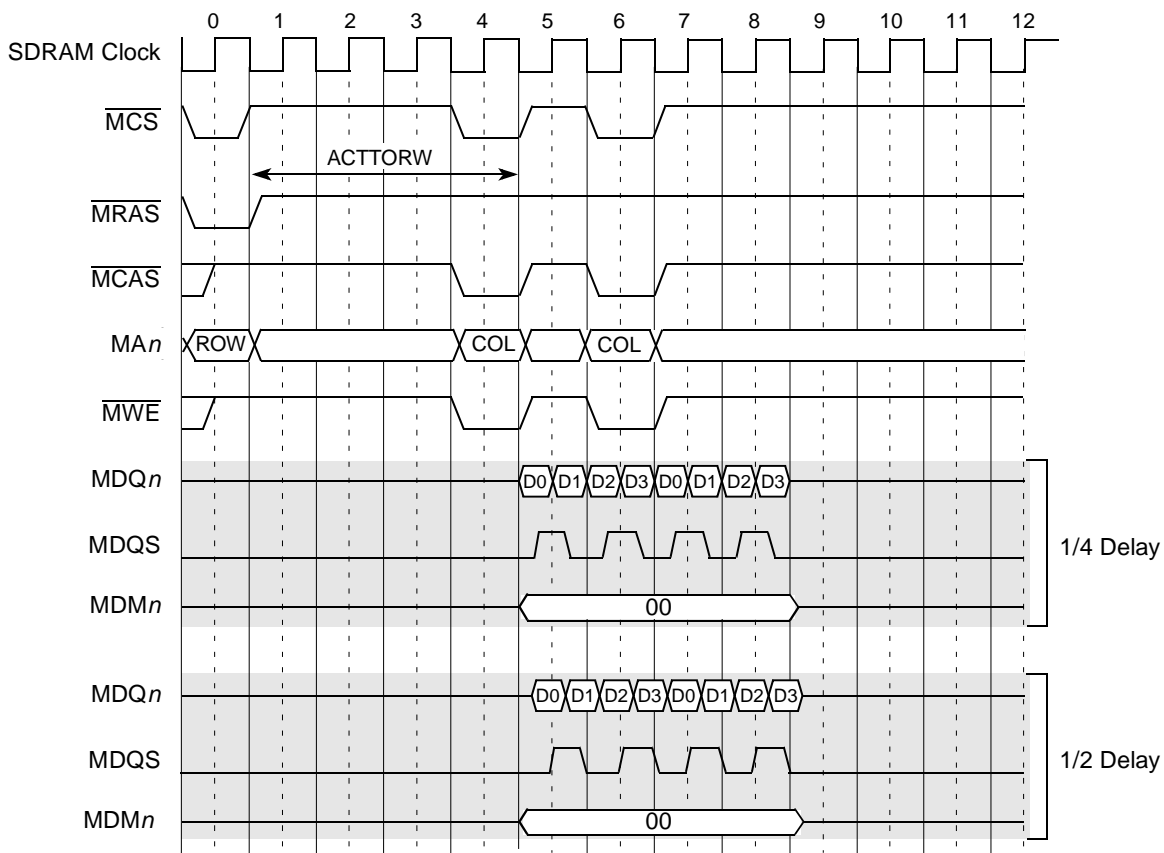 0 1 2 3 4 5 6 7 8 9 10 11 12
SDRAM Clock
MCS
ACTTORW
MRAS
MCAS
MAn ROW COL COL
MWE
MDQn D0 D1 D2 D3 D0 D1 D2 D3
MDQS
1/4 Delay
MDMn 00
MDQn D0 D1 D2 D3 D0 D1 D2 D3
MDQS
1/2 Delay
MDMn 00